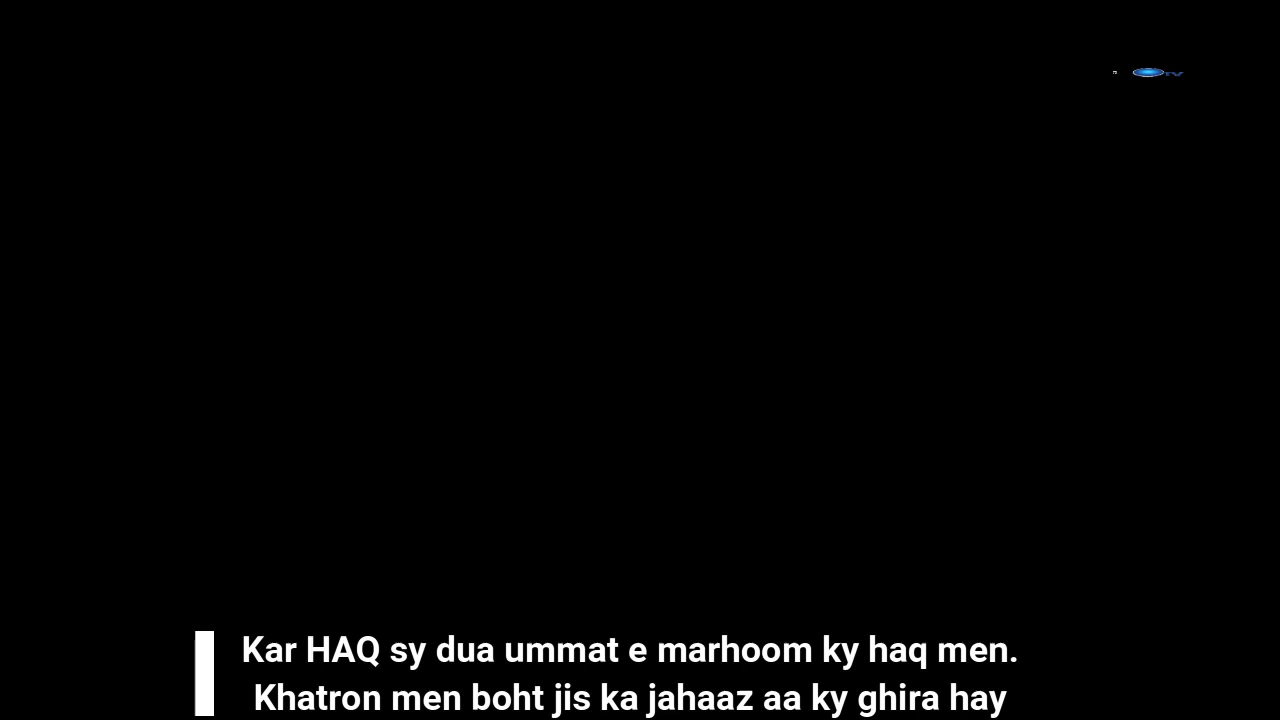 TV
Kar HAQ sy dua ummat e marhoom ky haq men.
Khatron men boht jis ka jahaaz aa ky ghira hay